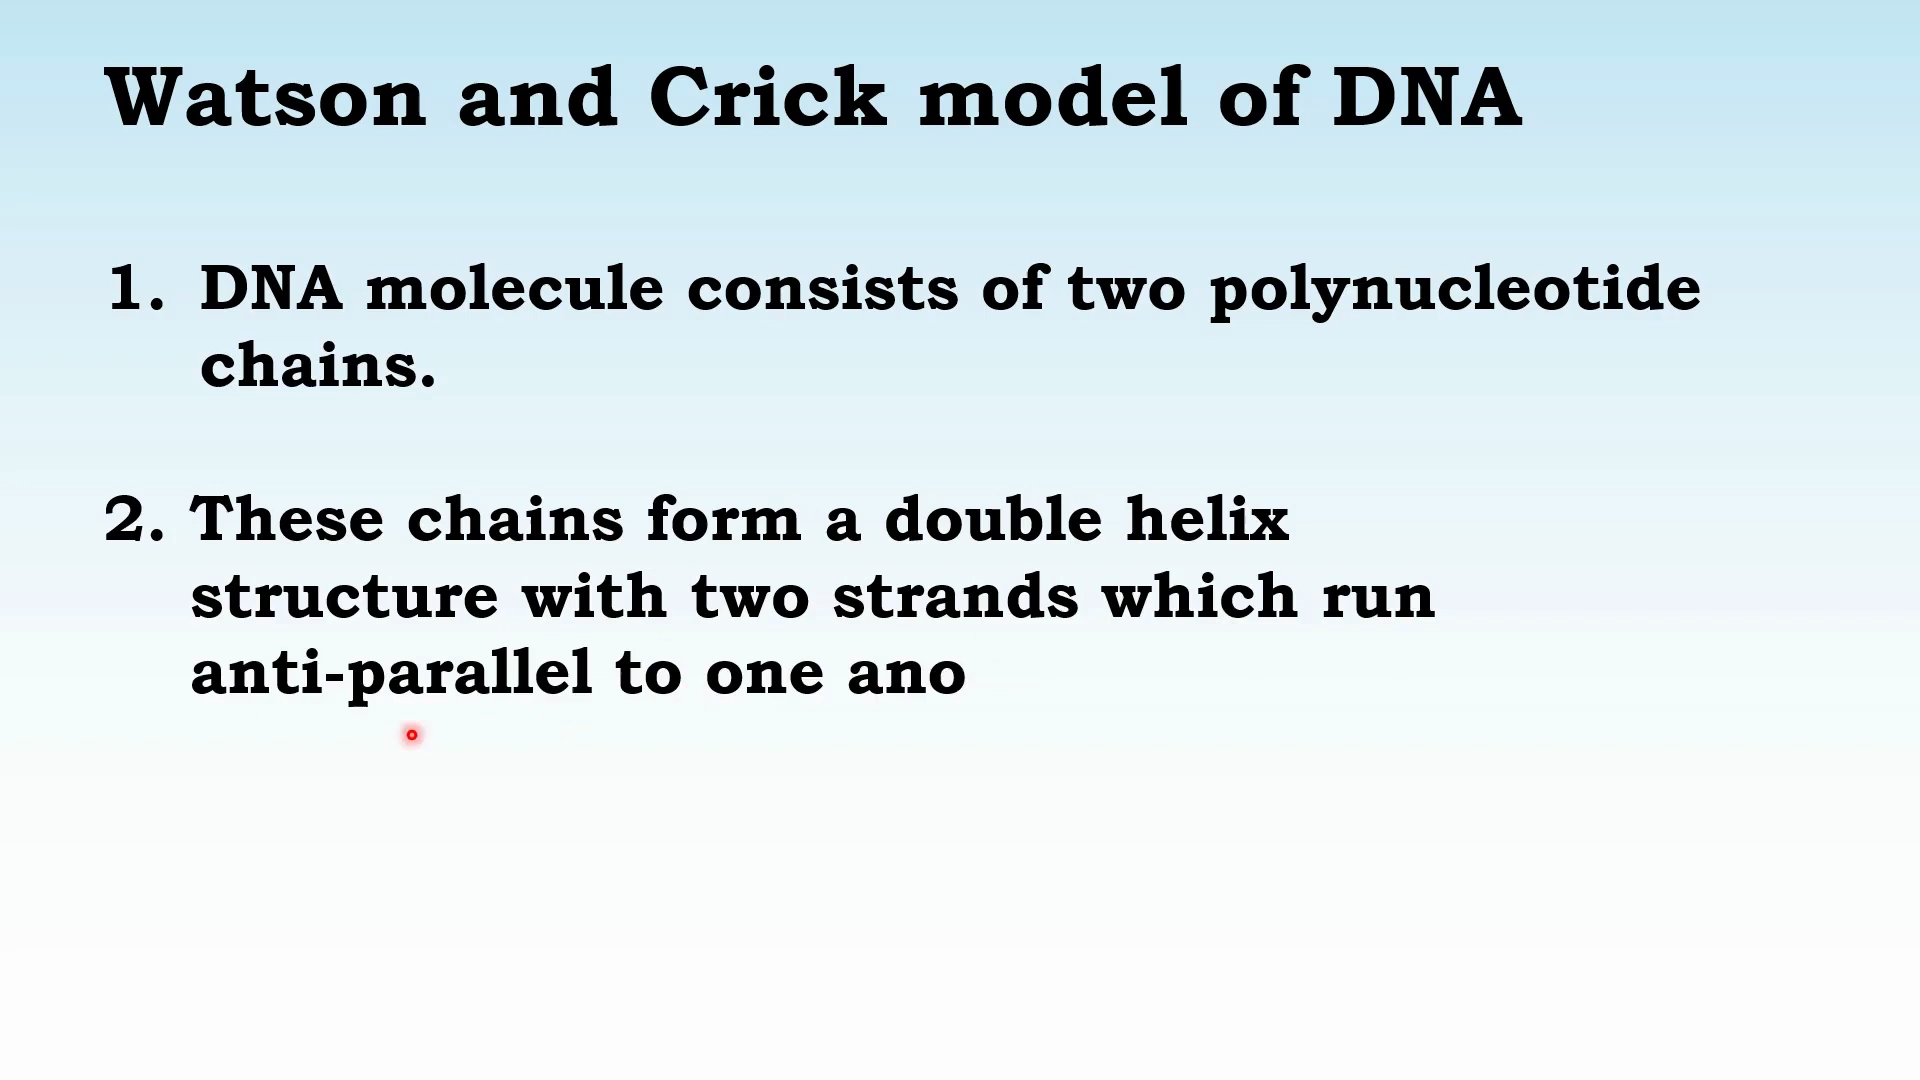 Watson and Crick model of DNA
1. DNA molecule consists of two polynucleotide
chains.
2. These chains form a double helix
structure with two strands which run
anti-parallel to one ano